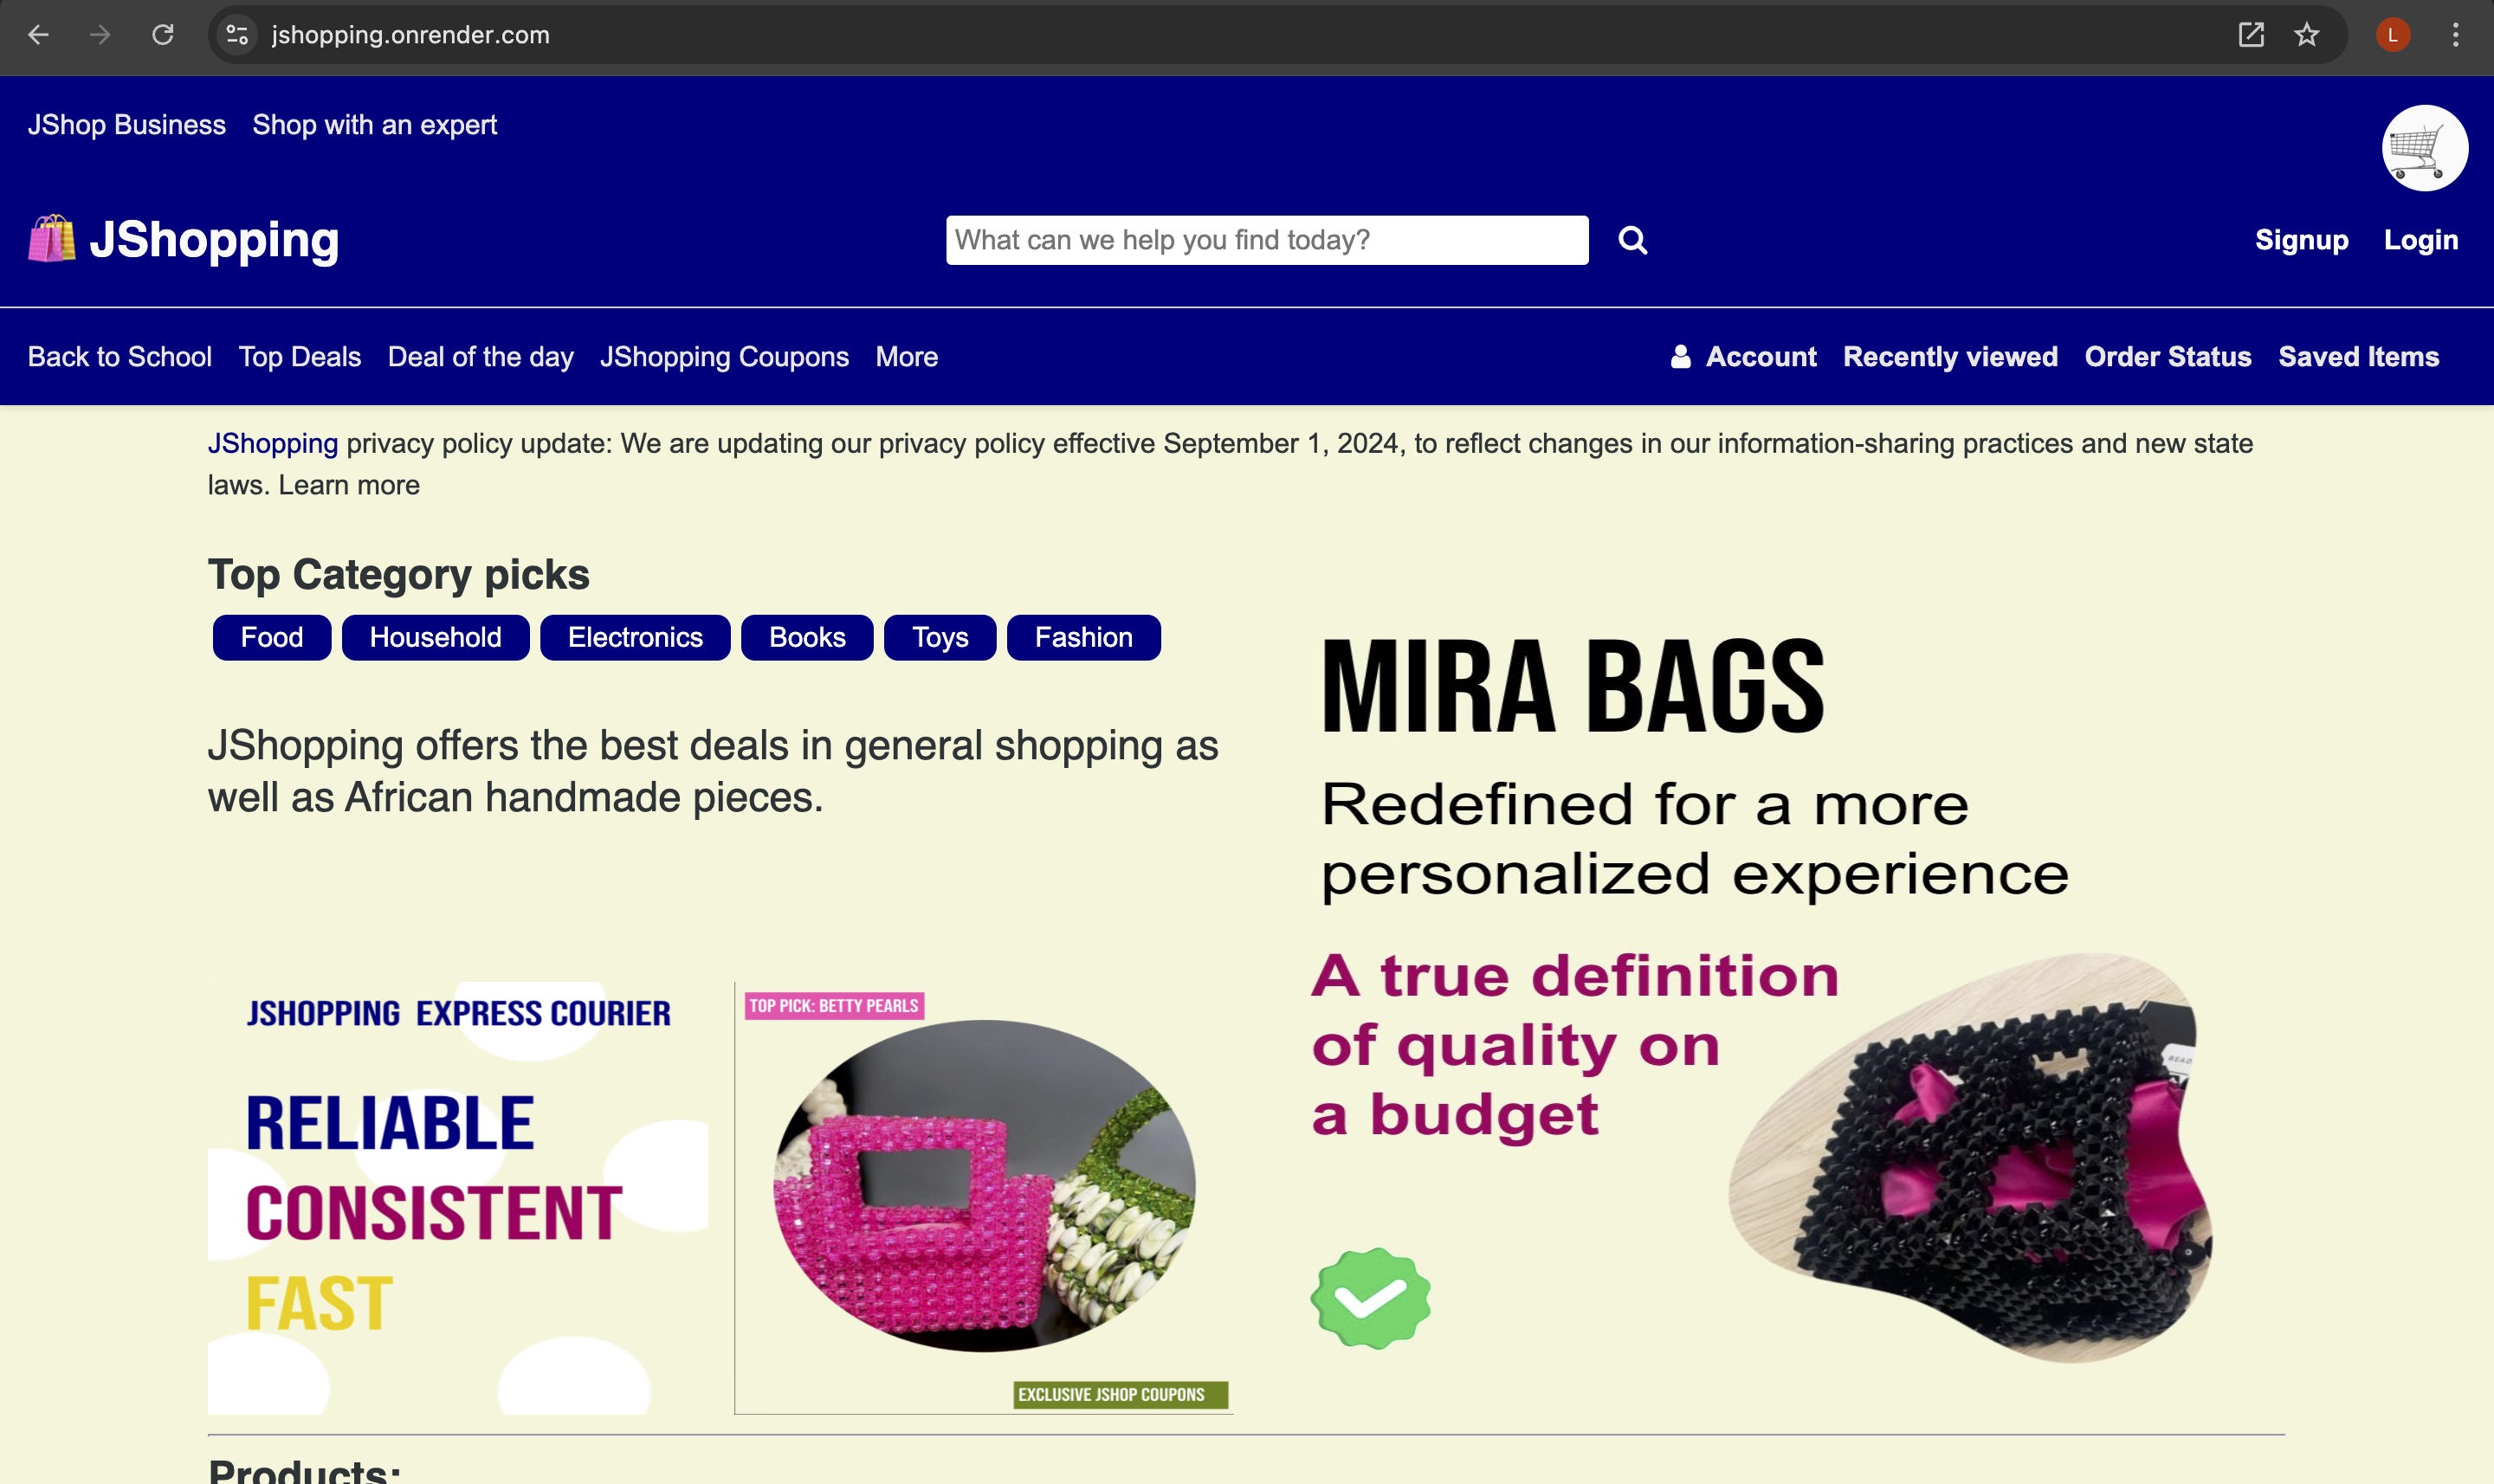 jshopping.onrender.com
L
JShop Business Shop with an expert
JShopping
What can we help you find today?
Signup Login
Back to School Top Deals Deal of the day JShopping Coupons More
Account Recently viewed Order Status Saved Items
JShopping privacy policy update: We are updating our privacy policy effective September 1, 2024, to reflect changes in our information-sharing practices and new state
laws. Learn more
Top Category picks
Food Household Electronics Books Toys Fashion
JShopping offers the best deals in general shopping as
well as African handmade pieces.
JSHOPPING EXPRESS COURIER
RELIABLE
CONSISTENT
FAST
TOP PICK: BETTY PEARLS
EXCLUSIVE JSHOP COUPONS
MIRA BAGS
Redefined for a more
personalized experience
A true definition
of quality on
a budget
Products: